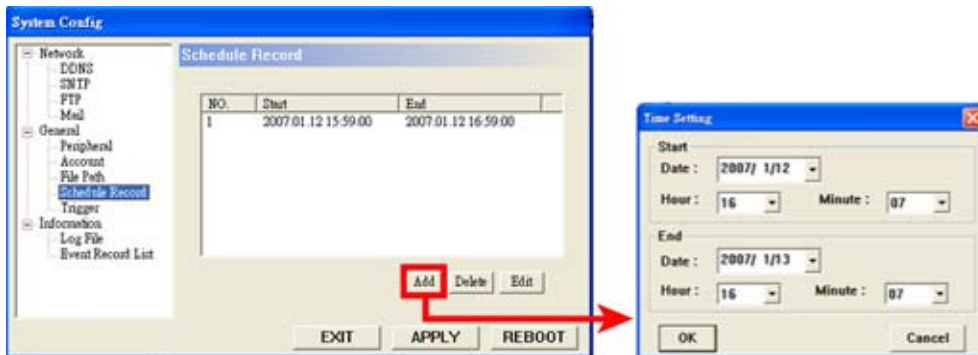 System Config
Network
DDNS
SNTP
FTP
Mail
General
Peripheral
Account
File Path
Schedule Record
Trigger
Information
Log File
Event Record List
Schedule Record
NO. Start End
1 2007.01.12 15:59:00 2007.01.12 16:59:00
Add Delete Edit
EXIT APPLY REBOOT
Time Setting
Start
Date : 2007/ 1/12
Hour : 16 Minute : 07
End
Date : 2007/ 1/13
Hour : 16 Minute : 07
OK Cancel